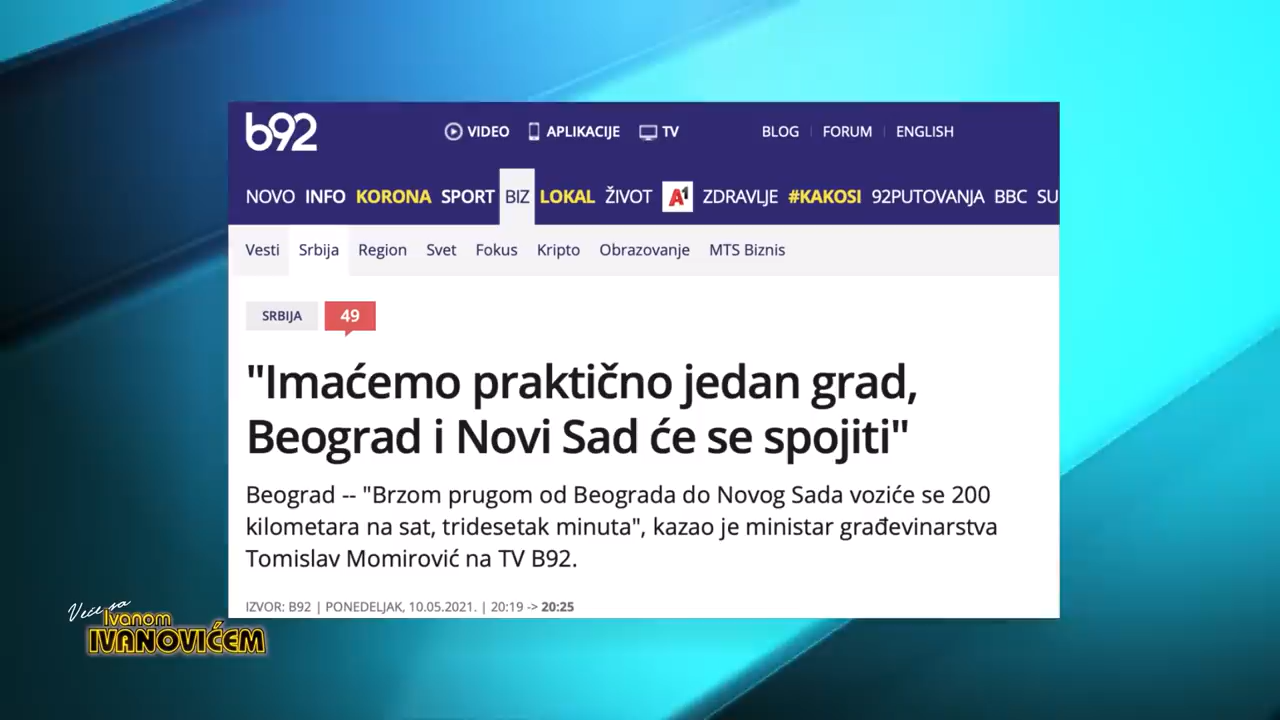 b92
VIDEO APLIKACIJE TV BLOG FORUM ENGLISH
NOVO INFO KORONA SPORT BIZ LOKAL ŽIVOT A1 ZDRAVLJE #KAKOSI 92PUTOVANJA BBC SU
Vesti Srbija Region Svet Fokus Kripto Obrazovanje MTS Biznis
SRBIJA 49
"Imaćemo praktično jedan grad,
Beograd i Novi Sad će se spojiti"
Beograd -- "Brzom prugom od Beograda do Novog Sada voziće se 200
kilometara na sat, tridesetak minuta", kazao je ministar građevinarstva
Tomislav Momirović na TV B92.
IZVOR: B92 | PONEDELJAK, 10.05.2021. | 20:19 -> 20:25
Veče sa
Ivanom
IVANOVIĆEM